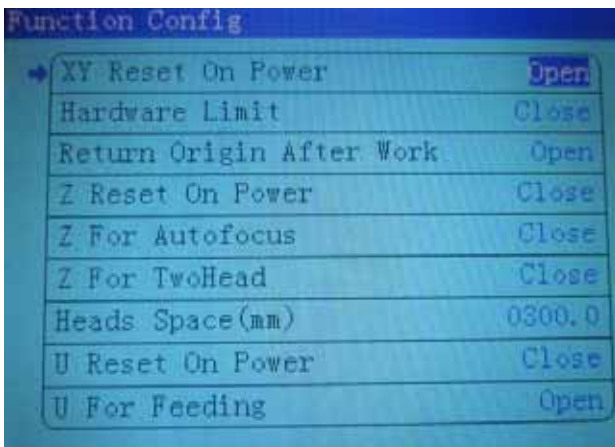 Function Config
XY Reset On Power Open
Hardware Limit Close
Return Origin After Work Open
Z Reset On Power Close
Z For Autofocus Close
Z For TwoHead Close
Heads Space(mm) 0300.0
U Reset On Power Close
U For Feeding Open